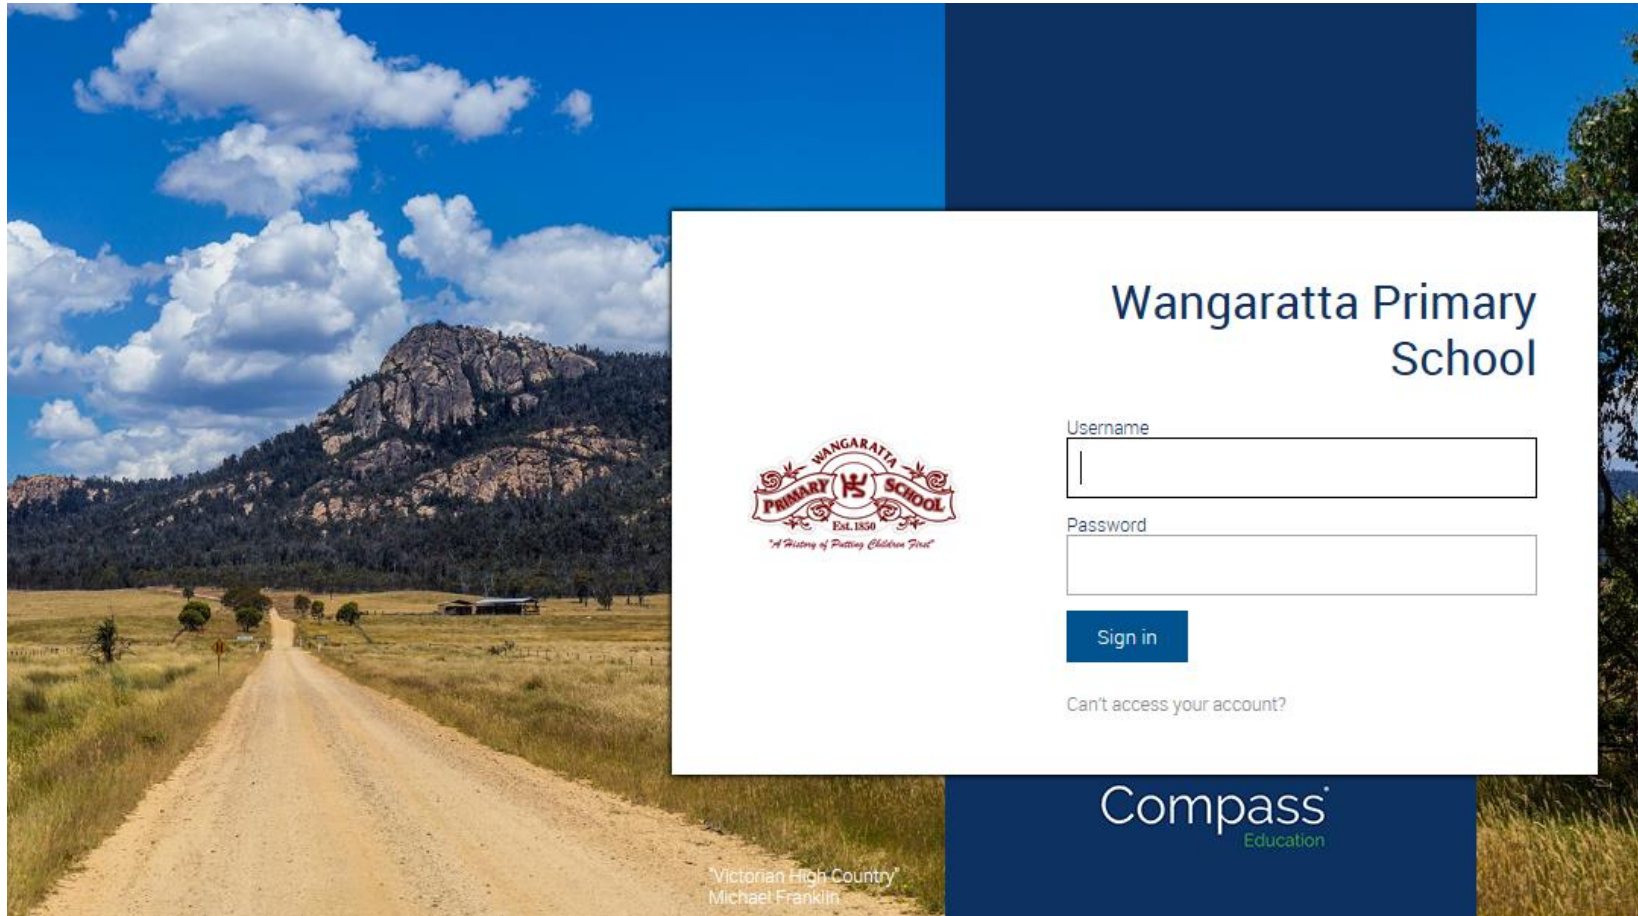 Wangaratta Primary
School
Username
WANGARATTA
PRIMARY
SCHOOL
Est. 1850
"A History of Putting Children First"
Password
Sign in
Can't access your account?
Compass
Education
"Victorian High Country"
Michael Franklin